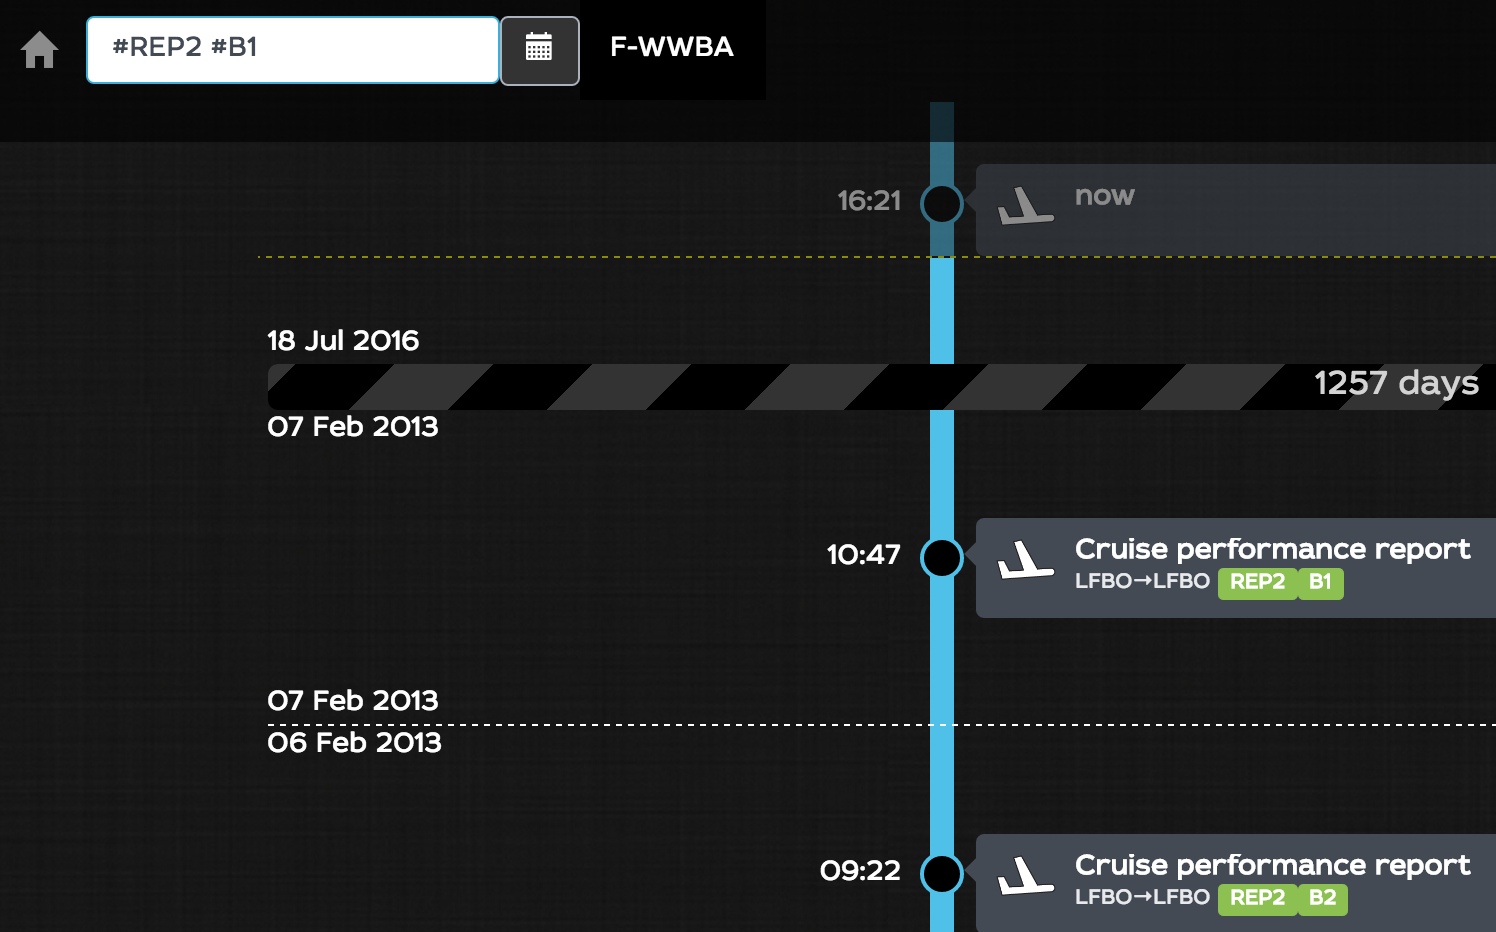 #REP2 #B1
F-WWBA
16:21
now
18 Jul 2016
1257 days
07 Feb 2013
10:47
Cruise performance report
LFBO→LFBO REP2 B1
07 Feb 2013
06 Feb 2013
09:22
Cruise performance report
LFBO→LFBO REP2 B2